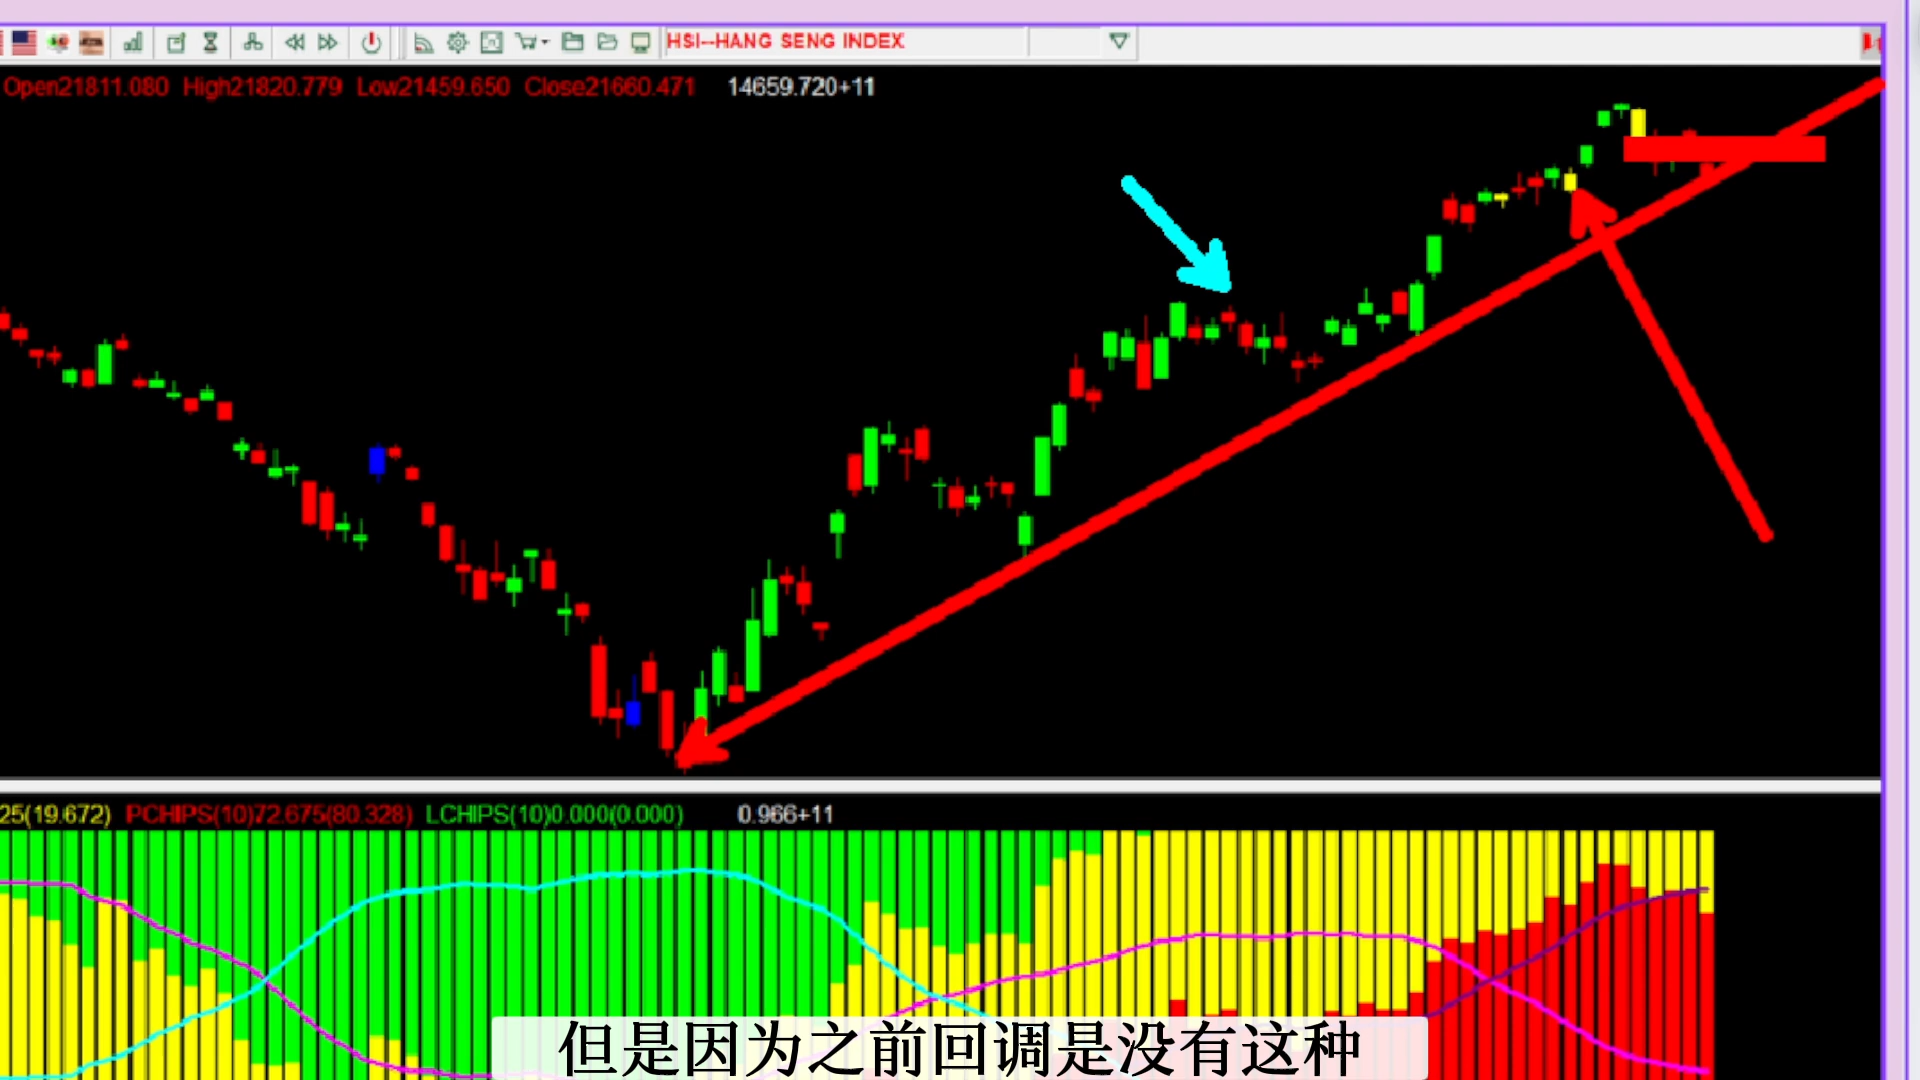 HSI--HANG SENG INDEX
Open21811.080 High21820.779 Low21459.650 Close21660.471 14659.720+11
25(19.672) PCHIPS(10)72.675(80.328) LCHIPS(10)0.000(0.000) 0.966+11
但是因为之前回调是没有这种